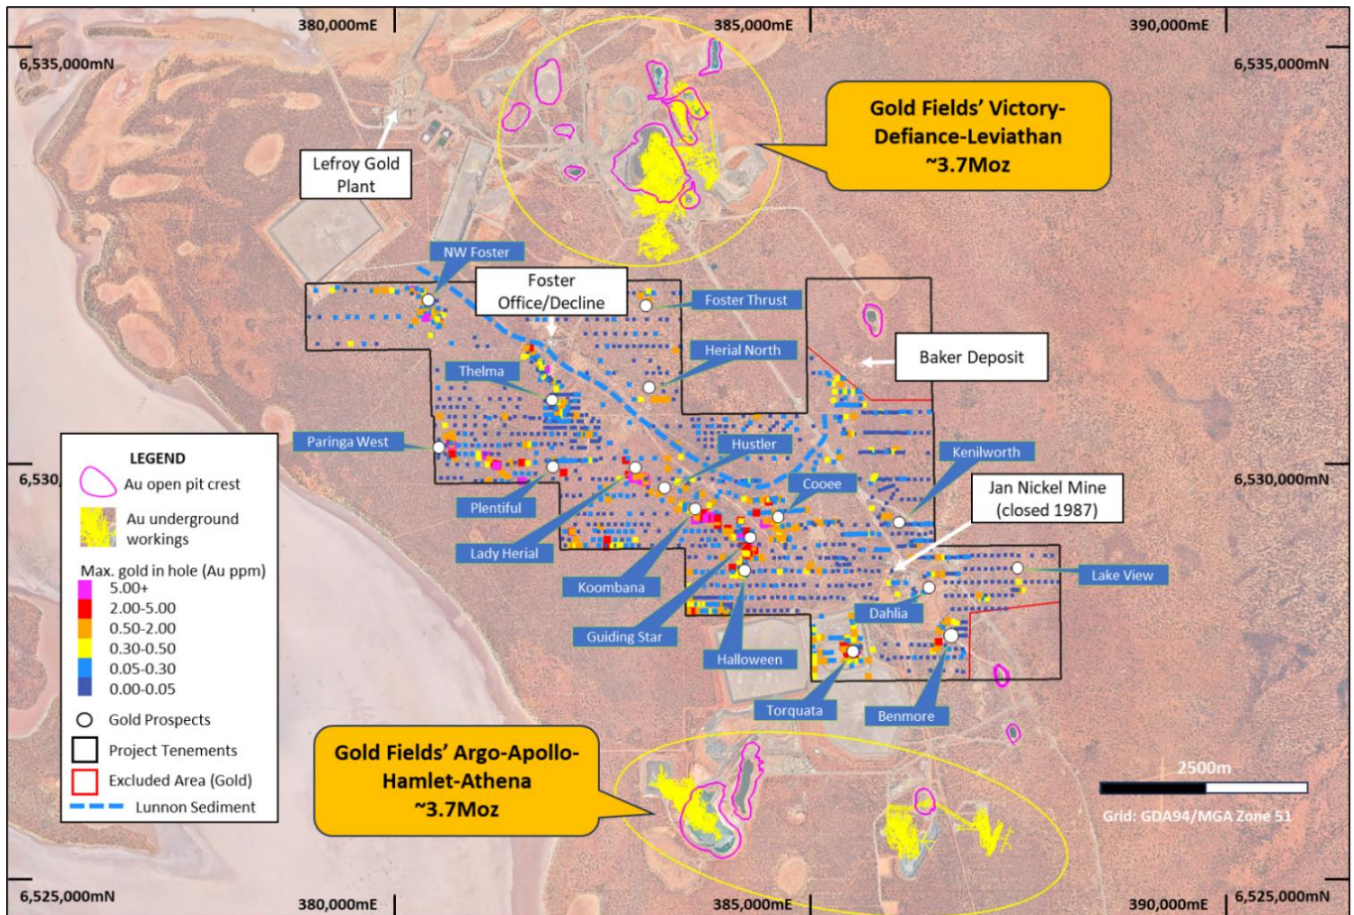 380,000mE
385,000mE
390,000mE
6,535,000mN
6,535,000mN
Gold Fields' Victory-
Defiance-Leviathan
~3.7Moz
Lefroy Gold
Plant
NW Foster
Foster
Office/Decline
Foster Thrust
Herial North
Baker Deposit
Thelma
Paringa West
Hustler
Kenilworth
Cooee
Jan Nickel Mine
(closed 1987)
Plentiful
Lady Herial
Koombana
Guiding Star
Halloween
Dahlia
Lake View
Torquata
Benmore
6,530
6,530,000mN
LEGEND
Au open pit crest
Au underground
workings
Max. gold in hole (Au ppm)
5.00+
2.00-5.00
0.50-2.00
0.30-0.50
0.05-0.30
0.00-0.05
Gold Prospects
Project Tenements
Excluded Area (Gold)
Lunnon Sediment
Gold Fields' Argo-Apollo-
Hamlet-Athena
~3.7Moz
2500m
Grid: GDA94/MGA Zone 51
6,525,000mN
6,525,000mN
380,000mE
385,000mE
390,000mE